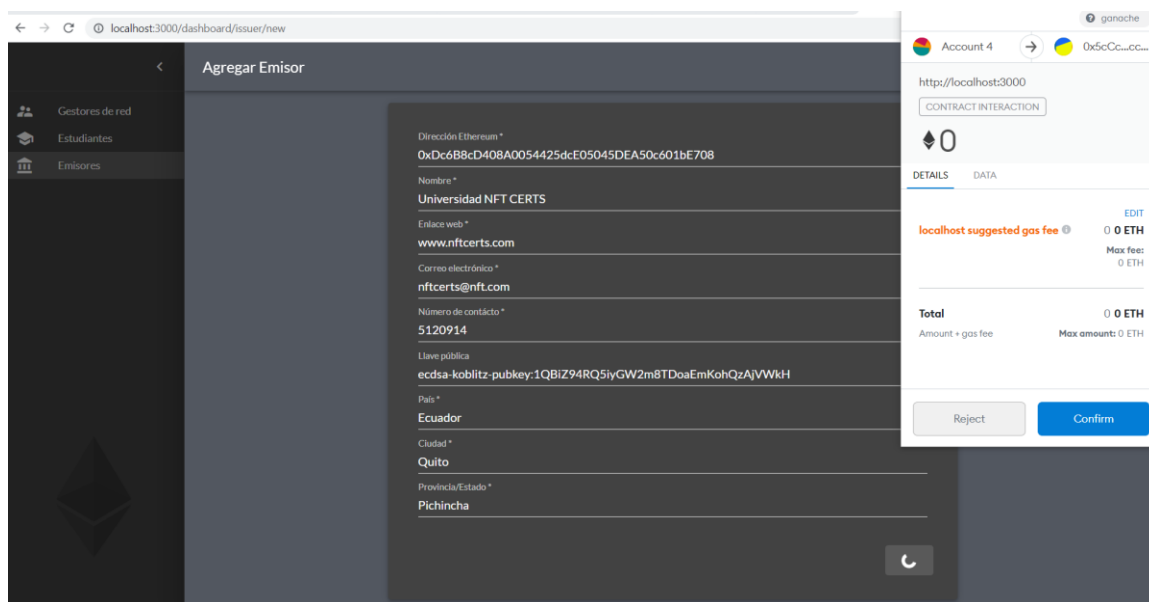 localhost:3000/dashboard/issuer/new
Agregar Emisor
Gestores de red
Estudiantes
Emisores
Dirección Ethereum *
0xDc6B8cD408A0054425dcE05045DEA50c601bE708
Nombre *
Universidad NFT CERTS
Enlace web *
www.nftcerts.com
Correo electrónico *
nftcerts@nft.com
Número de contácto *
5120914
Llave pública
ecdsa-koblitz-pubkey:1QBiZ94RQ5iyGW2m8TDoaEmKohQzAjVWkH
País *
Ecuador
Ciudad *
Quito
Provincia/Estado *
Pichincha
ganache
Account 4
0x5cCc...cc...
http://localhost:3000
CONTRACT INTERACTION
0
DETAILS DATA
EDIT
localhost suggested gas fee 0 0 ETH
Max fee:
0 ETH
Total 0 0 ETH
Amount + gas fee Max amount: 0 ETH
Reject Confirm